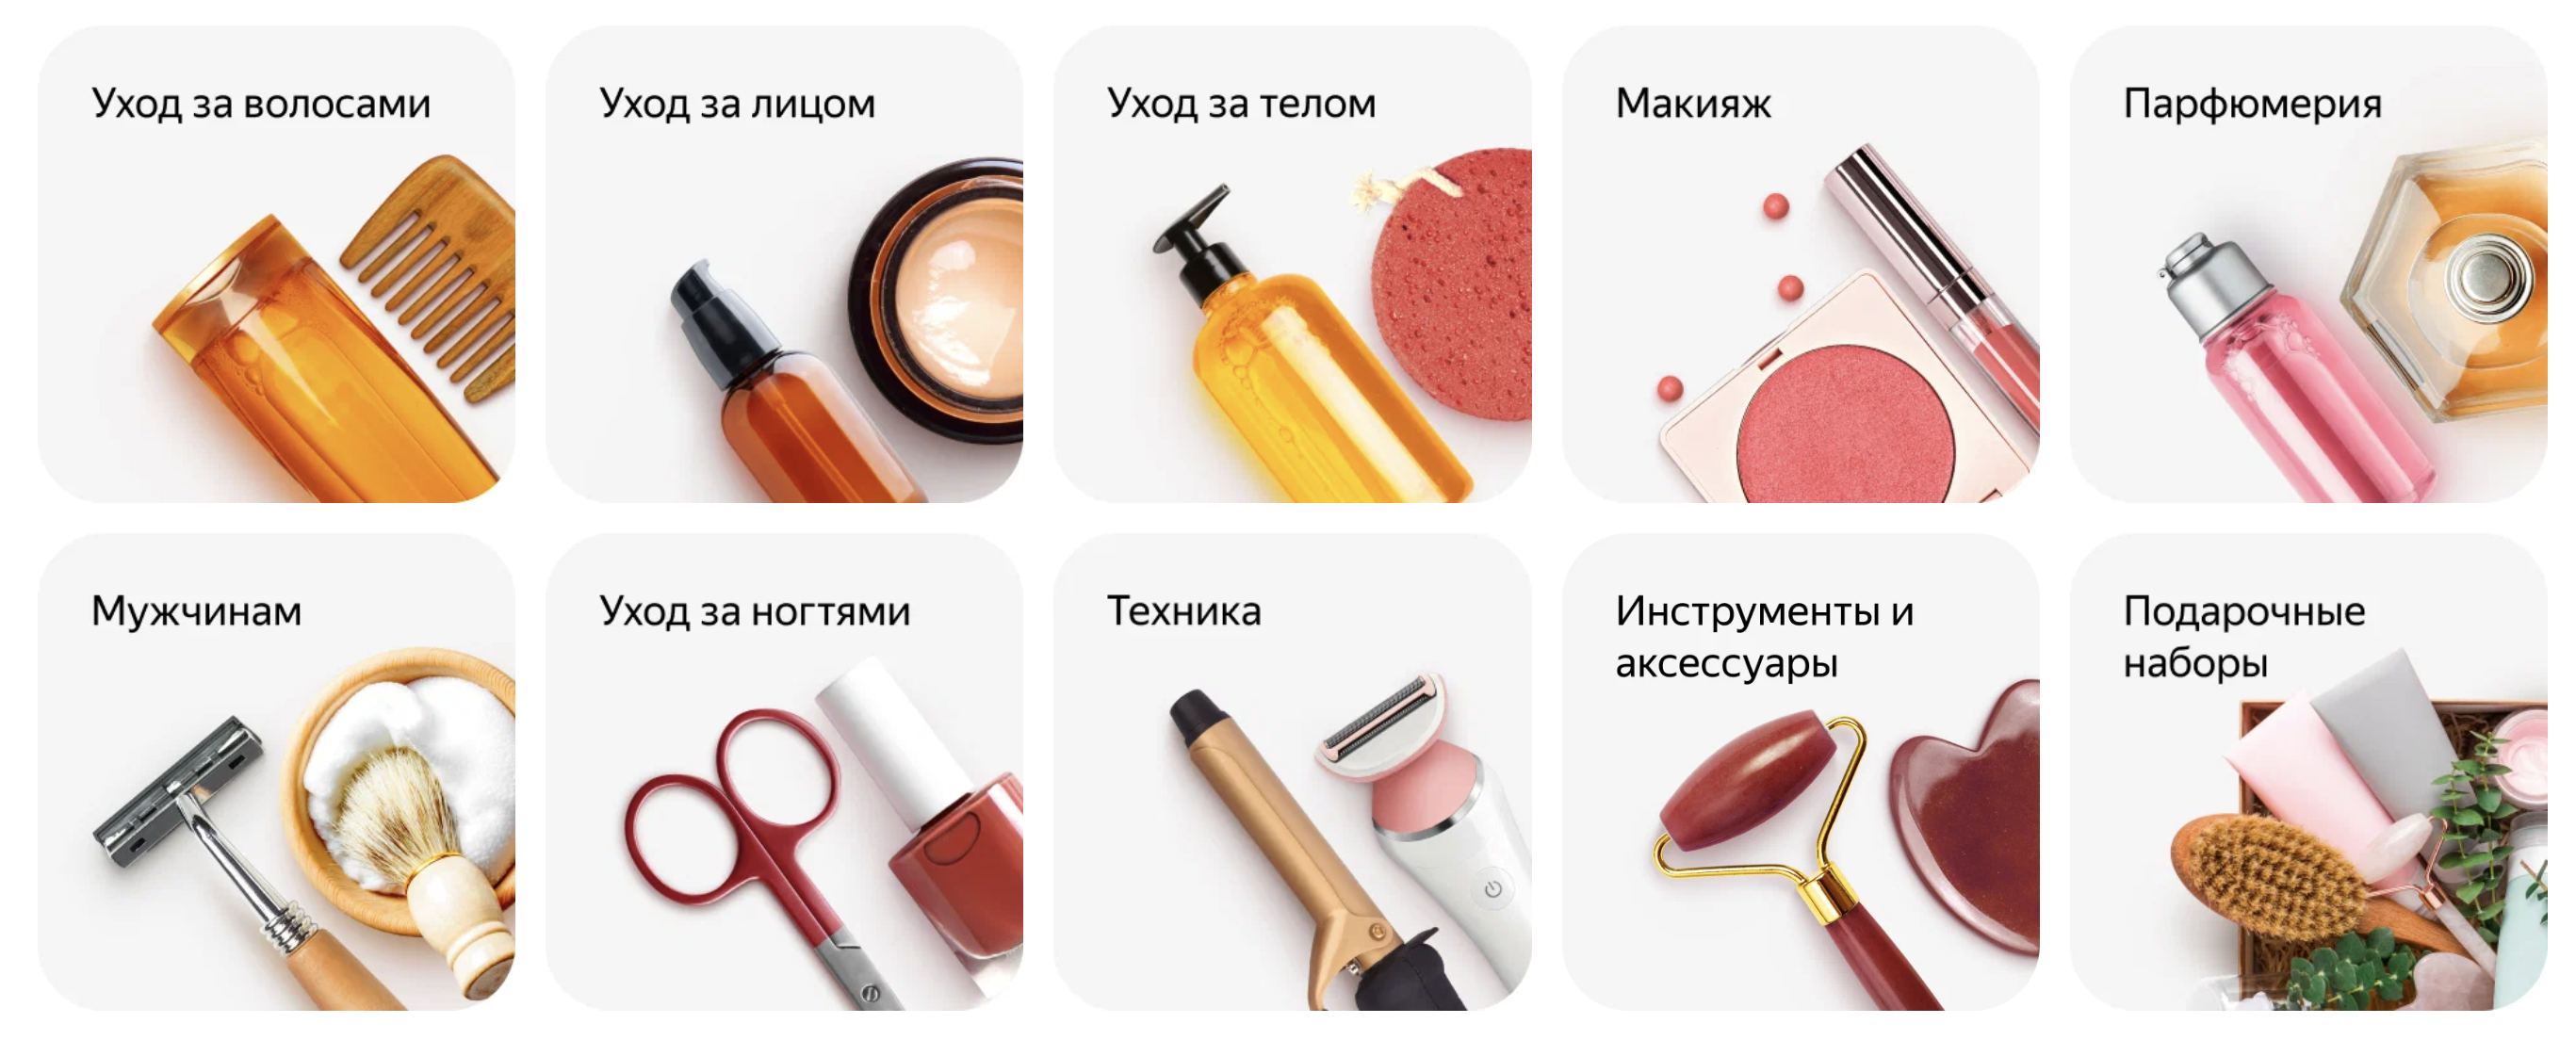 Уход за волосами
Уход за лицом
Уход за телом
Макияж
Парфюмерия
Мужчинам
Уход за ногтями
Техника
Инструменты и
аксессуары
Подарочные
наборы